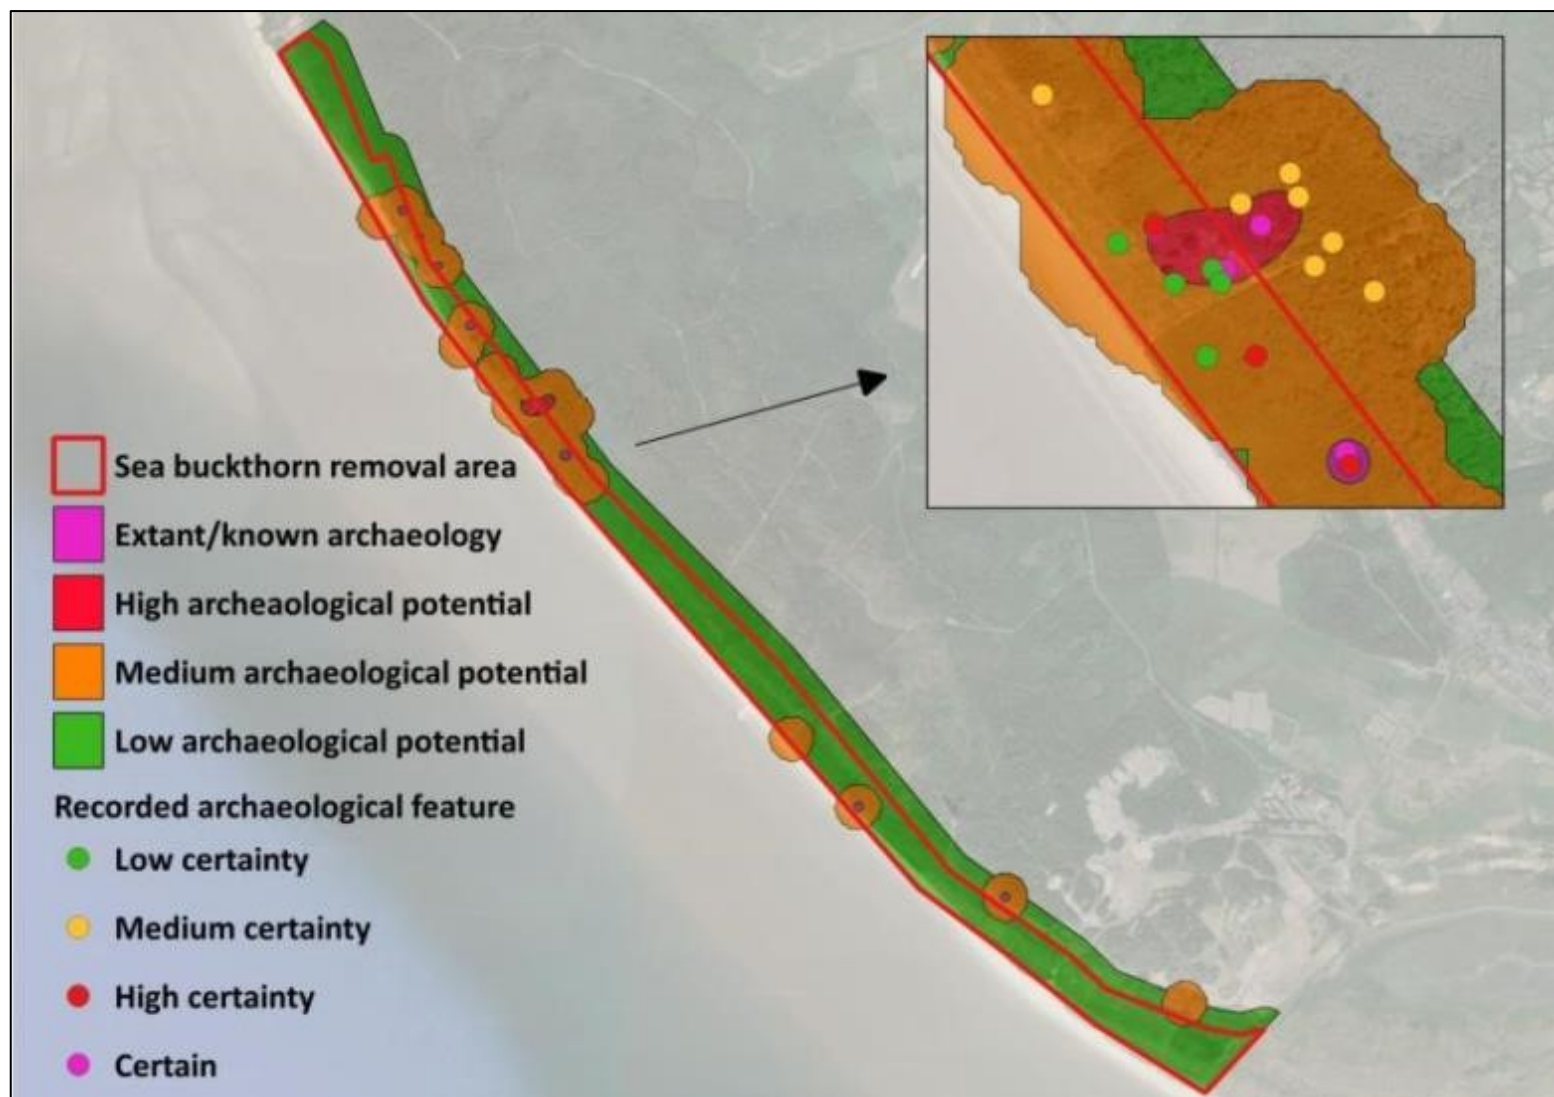 Sea buckthorn removal area
Extant/known archaeology
High archeaological potential
Medium archaeological potential
Low archaeological potential
Recorded archaeological feature
Low certainty
Medium certainty
High certainty
Certain